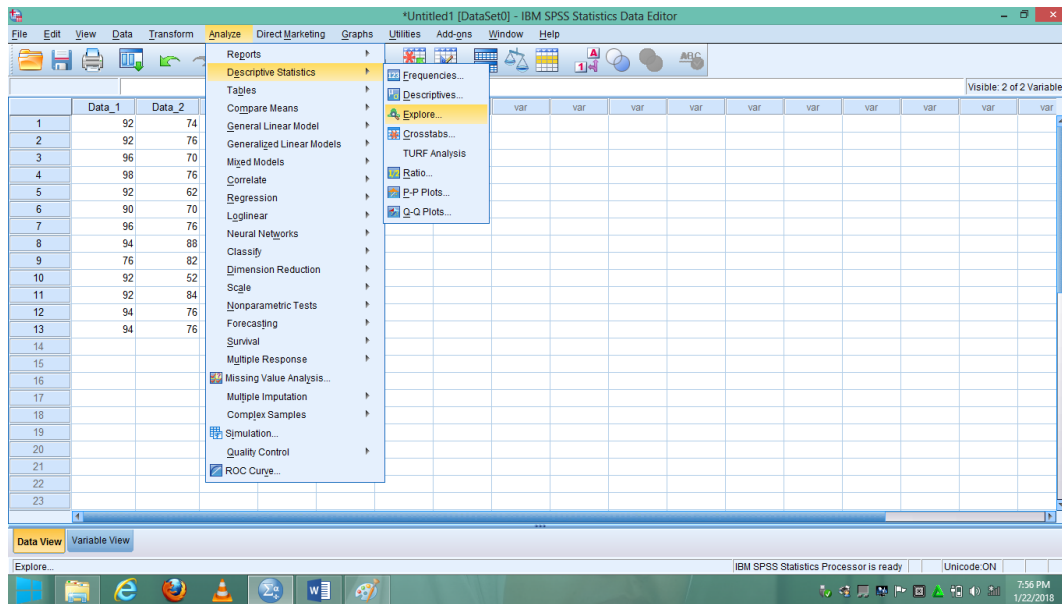 *Untitled1 [DataSet0] - IBM SPSS Statistics Data Editor
File Edit View Data Transform Analyze Direct Marketing Graphs Utilities Add-ons Window Help
Visible: 2 of 2 Variable
Reports
Descriptive Statistics
Tables
Compare Means
General Linear Model
Generalized Linear Models
Mixed Models
Correlate
Regression
Loglinear
Neural Networks
Classify
Dimension Reduction
Scale
Nonparametric Tests
Forecasting
Survival
Multiple Response
Missing Value Analysis...
Multiple Imputation
Complex Samples
Simulation...
Quality Control
ROC Curve...
Frequencies...
Descriptives...
Explore...
Crosstabs...
TURF Analysis
Ratio...
P-P Plots...
Q-Q Plots...
Data_1 Data_2 var var var var var var var var var
1 92 74
2 92 76
3 96 70
4 98 76
5 92 62
6 90 70
7 96 76
8 94 88
9 76 82
10 92 52
11 92 84
12 94 76
13 94 76
14
15
16
17
18
19
20
21
22
23
Data View Variable View
Explore... IBM SPSS Statistics Processor is ready Unicode:ON
7:56 PM
1/22/2018